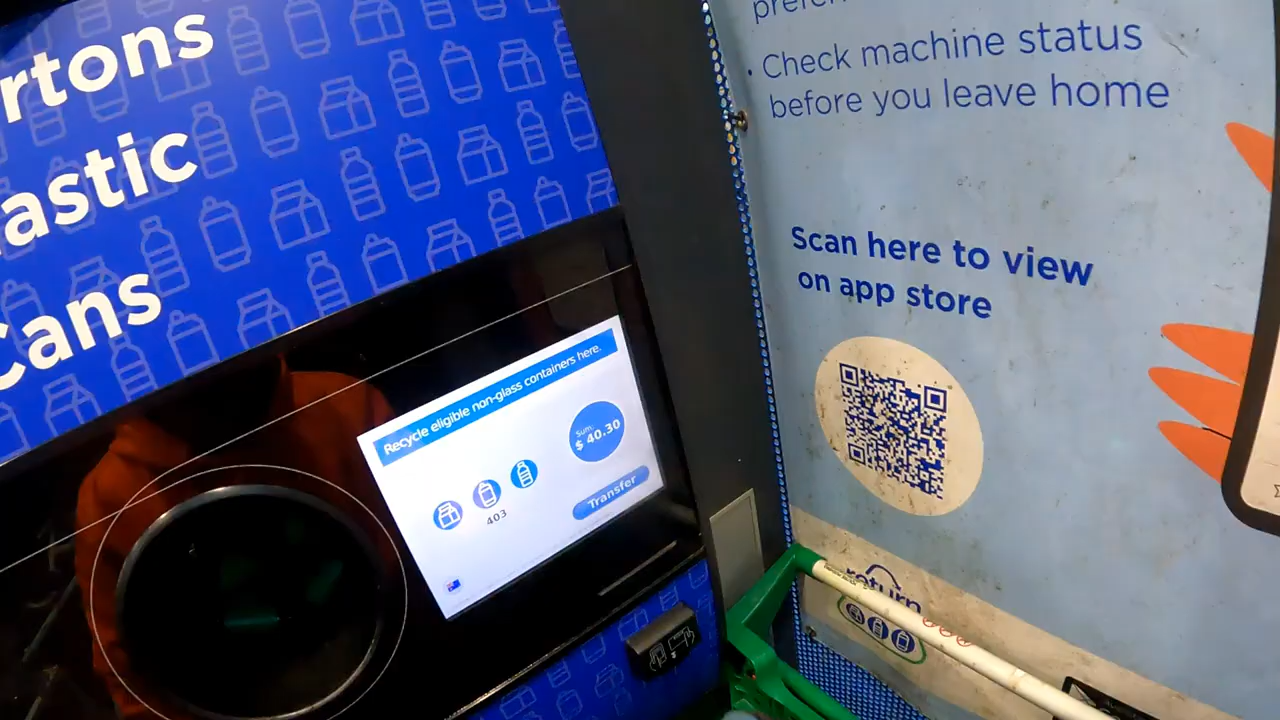 rtons
astic
Cans
Recycle eligible non-glass containers here.
Sum:
$ 40.30
403
Transfer
· Check machine status
before you leave home
Scan here to view
on app store
return